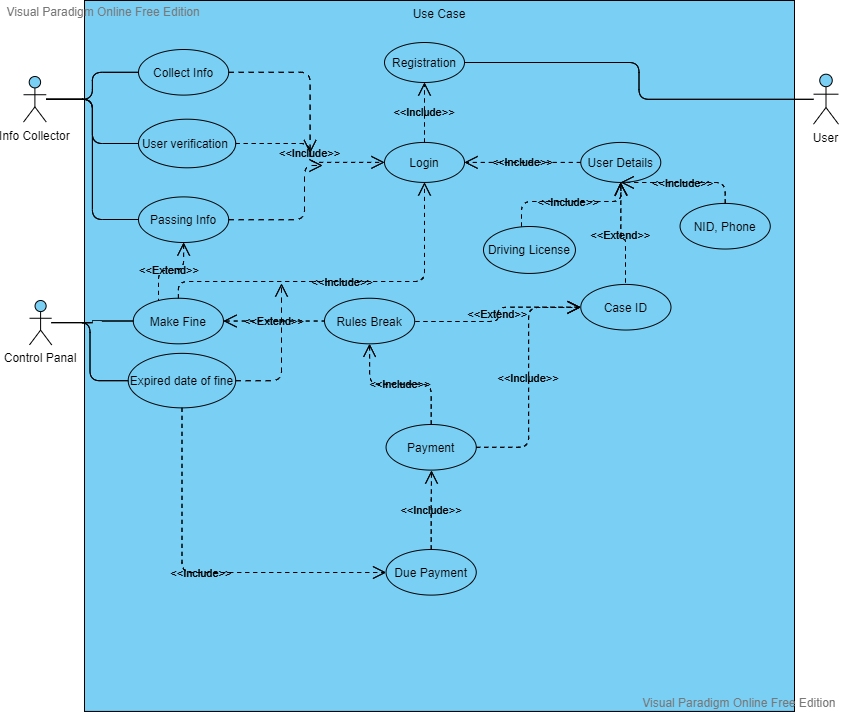 Visual Paradigm Online Free Edition
Use Case
Collect Info
Registration
<<Include>>
Info Collector
User
User verification
<<Include>>
Login
<<Include>>
User Details
<<Include>>
<<Include>>
Passing Info
Driving License
<<Extend>>
NID, Phone
<<Extend>>
<<Include>>
Control Panal
Make Fine
<<Extend>>
Rules Break
<<Extend>>
Case ID
Expired date of fine
<<Include>>
<<Include>>
Payment
<<Include>>
<<Include>>
Due Payment
Visual Paradigm Online Free Edition